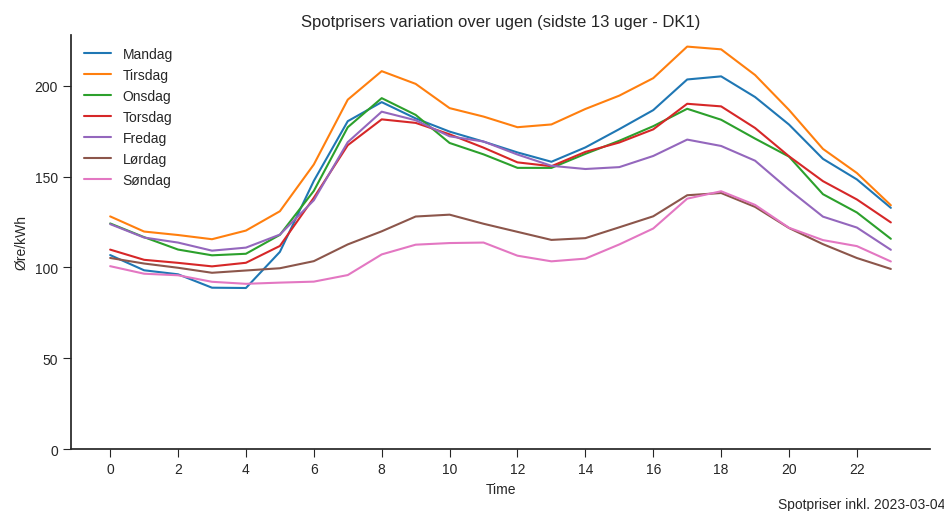 Spotprisers variation over ugen (sidste 13 uger - DK1)
Mandag
Tirsdag
Onsdag
Torsdag
Fredag
Lørdag
Søndag
Øre/kWh
200
150
100
50
0
0 2 4 6 8 10 12 14 16 18 20 22
Time
Spotpriser inkl. 2023-03-04